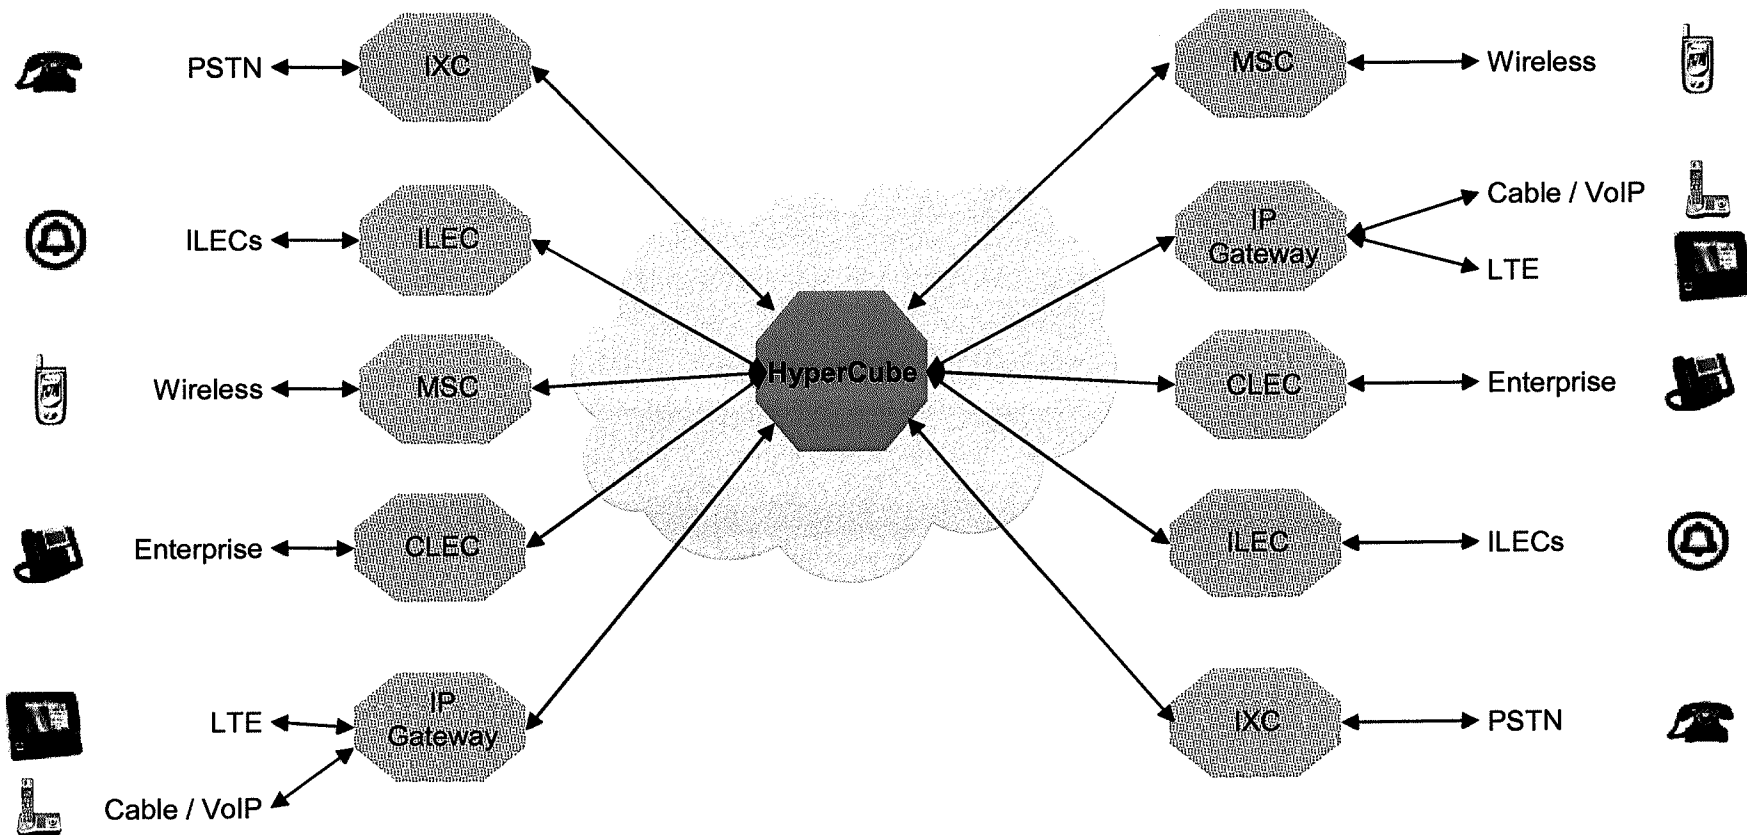 PSTN
IXC
ILECs
ILEC
Wireless
MSC
Enterprise
CLEC
LTE
IP
Gateway
Cable / VoIP
HyperCube
MSC
Wireless
IP
Gateway
Cable / VoIP
LTE
CLEC
Enterprise
ILEC
ILECs
IXC
PSTN